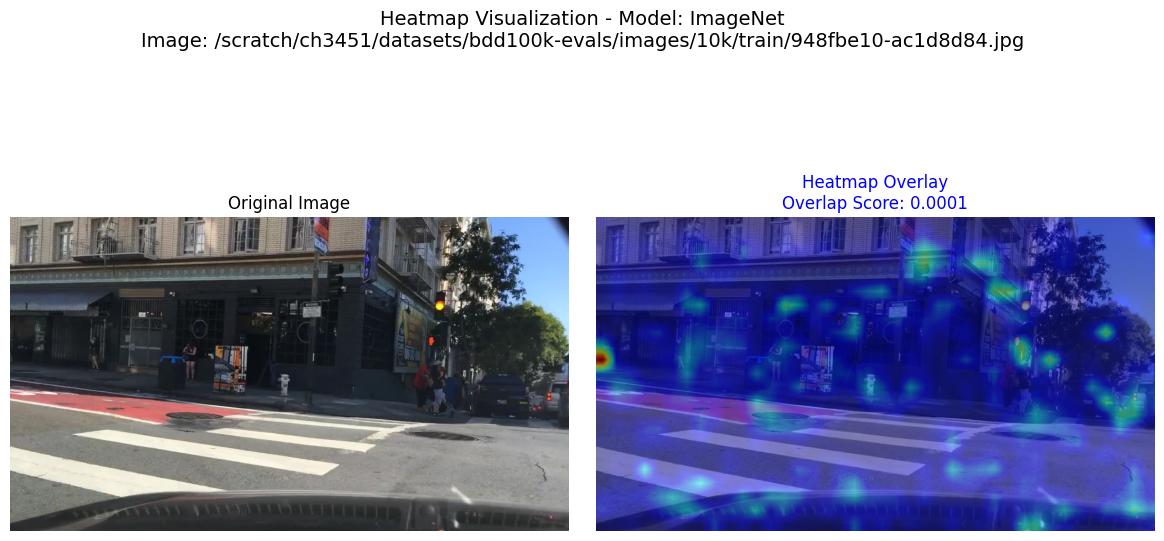 Heatmap Visualization - Model: ImageNet
Image: /scratch/ch3451/datasets/bdd100k-evals/images/10k/train/948fbe10-ac1d8d84.jpg
Original Image
Heatmap Overlay
Overlap Score: 0.0001